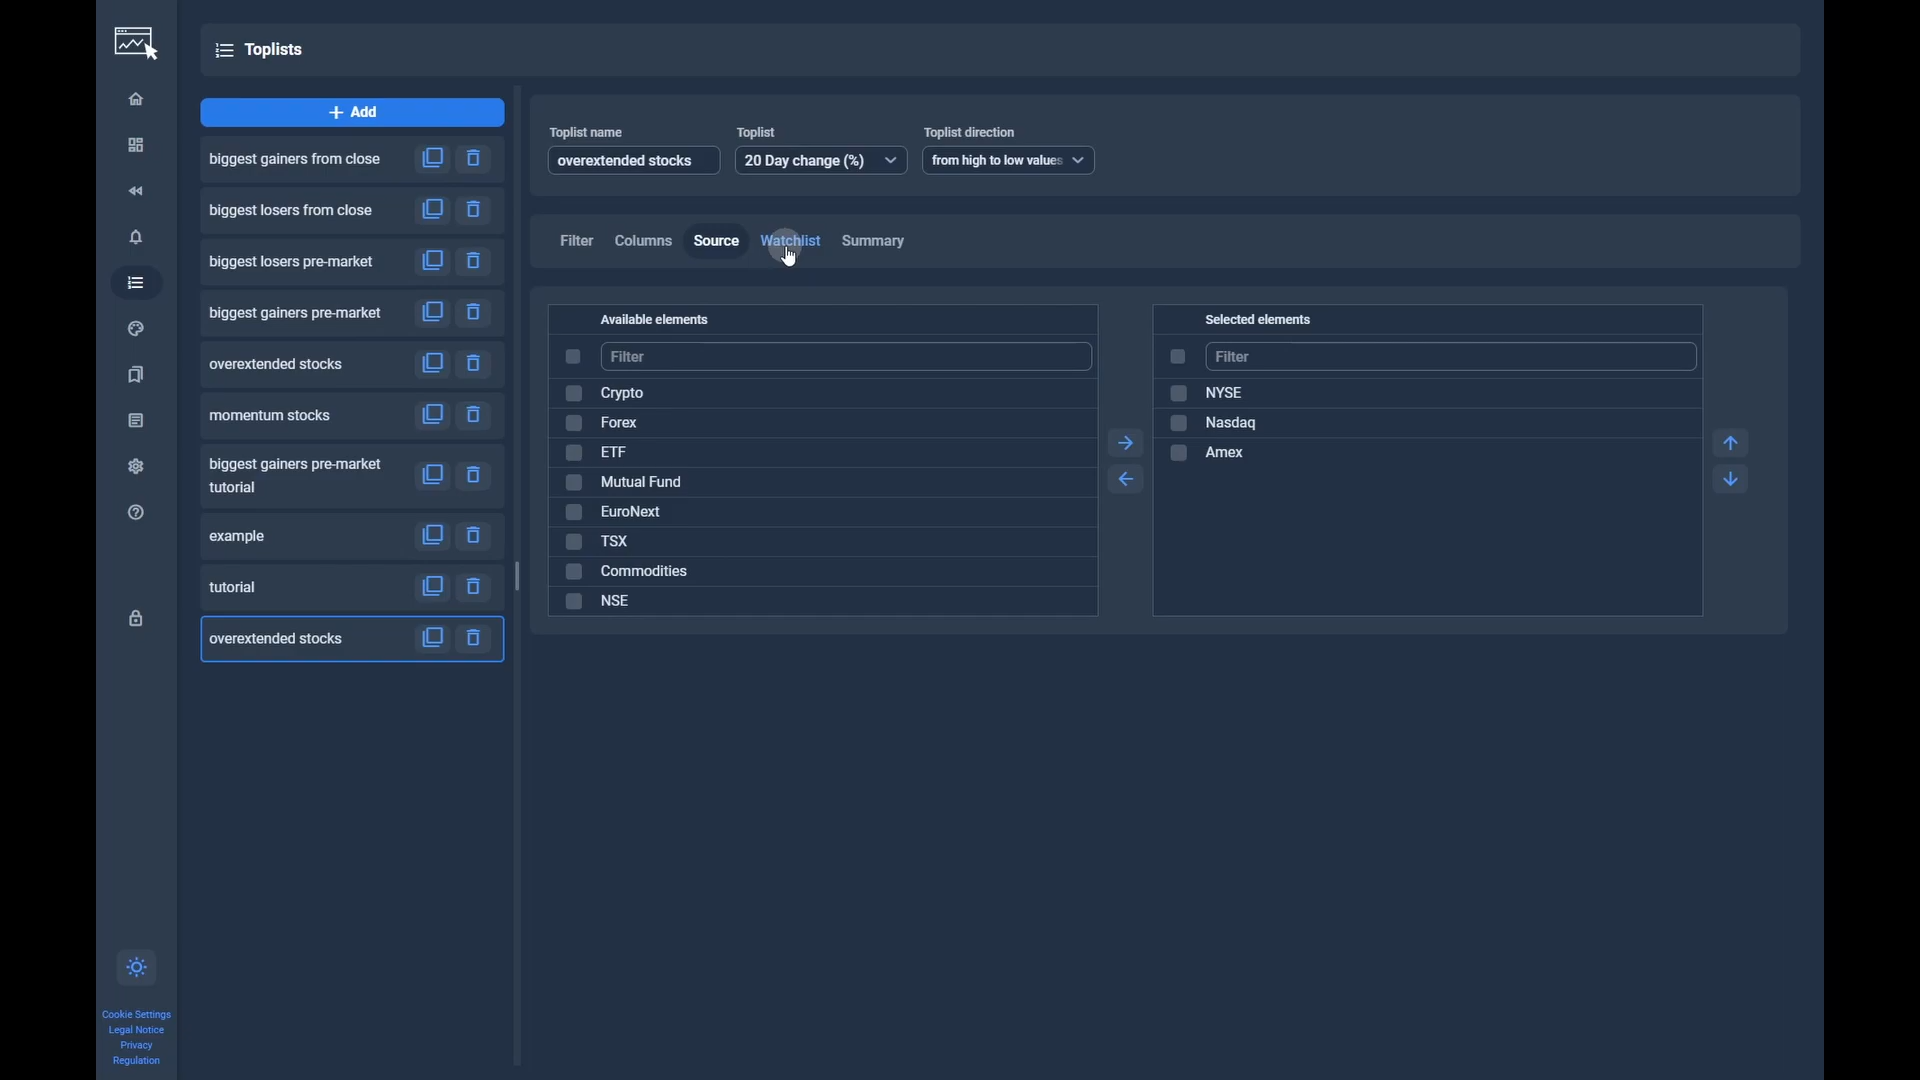 Toplists
Add
biggest gainers from close
biggest losers from close
biggest losers pre-market
biggest gainers pre-market
overextended stocks
momentum stocks
biggest gainers pre-market
tutorial
example
tutorial
overextended stocks
Toplist name
Toplist
Toplist direction
overextended stocks
20 Day change (%)
from high to low values
Filter
Columns
Source
Watchlist
Summary
Available elements
Filter
Crypto
Forex
ETF
Mutual Fund
EuroNext
TSX
Commodities
NSE
Selected elements
Filter
NYSE
Nasdaq
Amex
Cookie Settings
Legal Notice
Privacy
Regulation